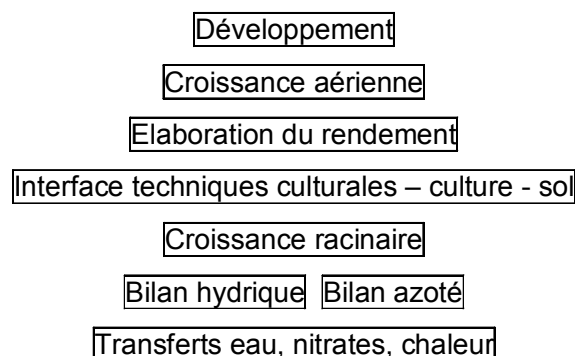 Développement
Croissance aérienne
Elaboration du rendement
Interface techniques culturales – culture - sol
Croissance racinaire
Bilan hydrique Bilan azoté
Transferts eau, nitrates, chaleur